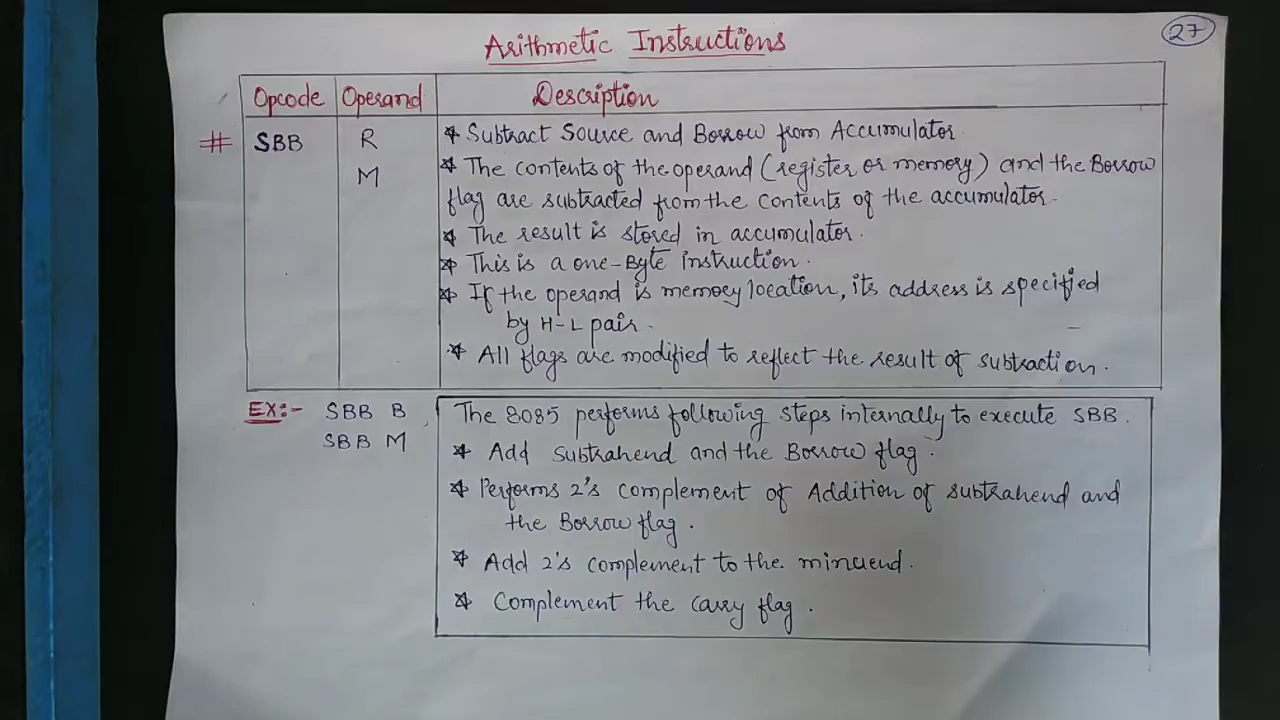 Arithmetic Instructions
27
Opcode Operand Description
# SBB R * Subtract Source and Borrow from Accumulator.
M * The contents of the operand (register or memory) and the Borrow
flag are subtracted from the contents of the accumulator.
* The result is stored in accumulator.
* This is a one-Byte instruction.
* If the operand is memory location, its address is specified
by H-L pair.
* All flags are modified to reflect the result of subtraction.
EX:- SBB B
SBB M
The 8085 performs following steps internally to execute SBB.
* Add subtrahend and the Borrow flag.
* Performs 2's complement of Addition of subtrahend and
the Borrow flag.
* Add 2's complement to the minuend.
* Complement the carry flag.